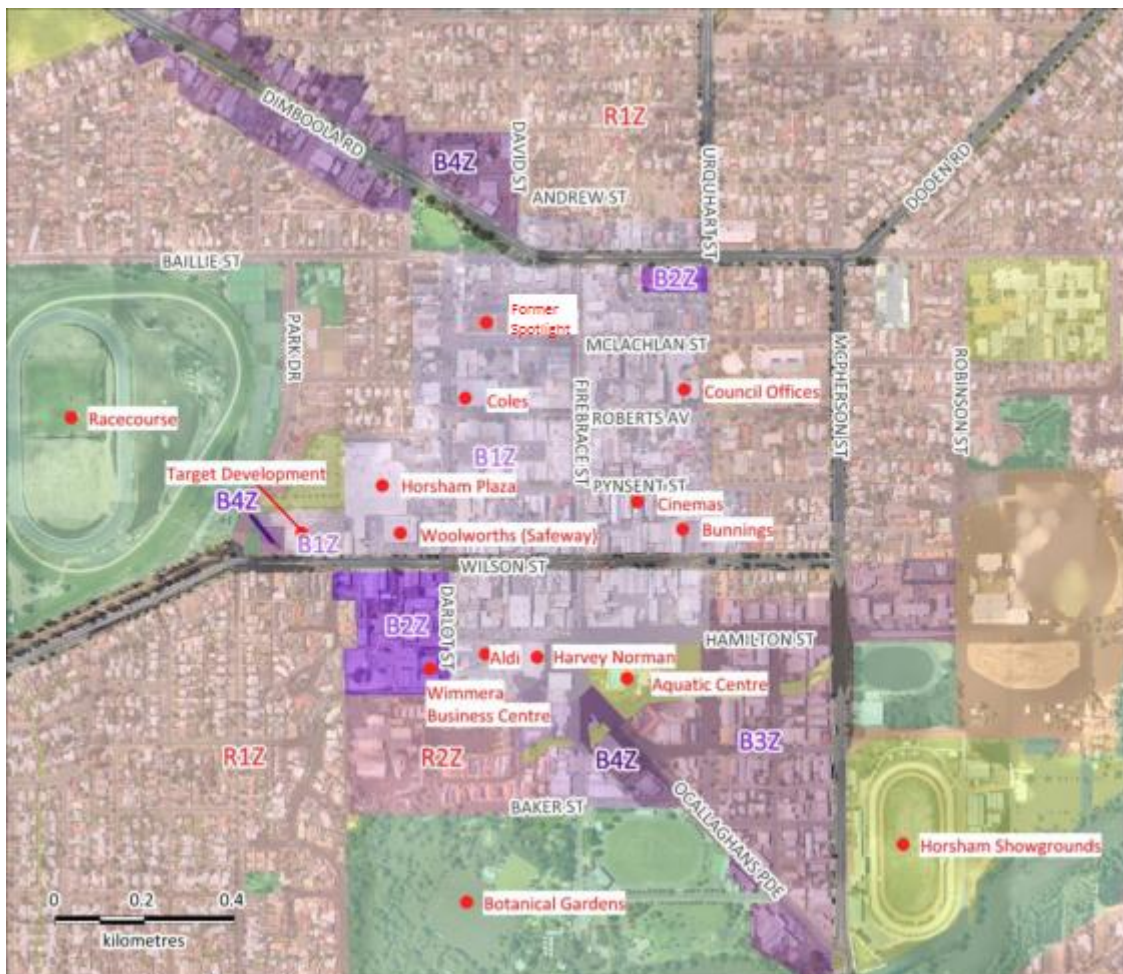 R1Z
DIMBOOLA RD
DAVID ST
B4Z
URQUHART ST
DOOEN RD
ANDREW ST
BAILLIE ST
B2Z
PARK DR
Former
Spotlight
MCLACHLAN ST
MCPHERSON ST
ROBINSON ST
FIREBRACE ST
Council Offices
Coles
Racecourse
ROBERTS AV
B1Z
Target Development
Horsham Plaza
PYNSENT ST
B4Z
Cinemas
B1Z
Woolworths (Safeway)
Bunnings
WILSON ST
B2Z
DARLOT ST
HAMILTON ST
Aldi
Harvey Norman
Aquatic Centre
Wimmera
Business Centre
R1Z
R2Z
B4Z
B3Z
BAKER ST
OCALLAGHANS PDE
Horsham Showgrounds
Botanical Gardens
0
0.2
0.4
kilometres